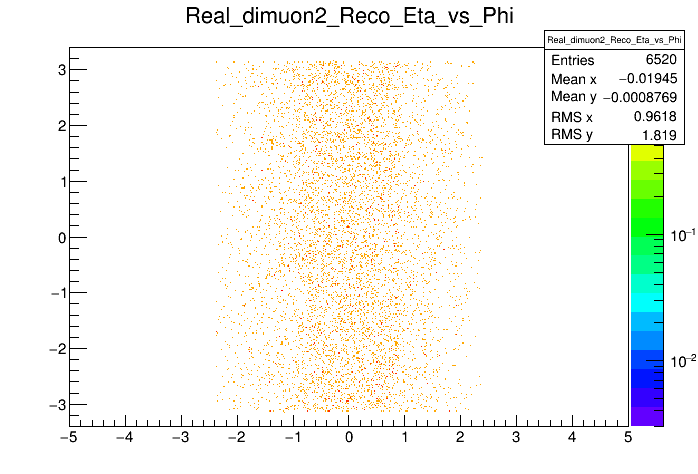 Real_dimuon2_Reco_Eta_vs_Phi
Real_dimuon2_Reco_Eta_vs_Phi
Entries 6520
Mean x −0.01945
Mean y −0.0008769
RMS x 0.9618
RMS y 1.819
3
2
1
0
−1
−2
−3
−5 −4 −3 −2 −1 0 1 2 3 4 5
10⁻¹
10⁻²